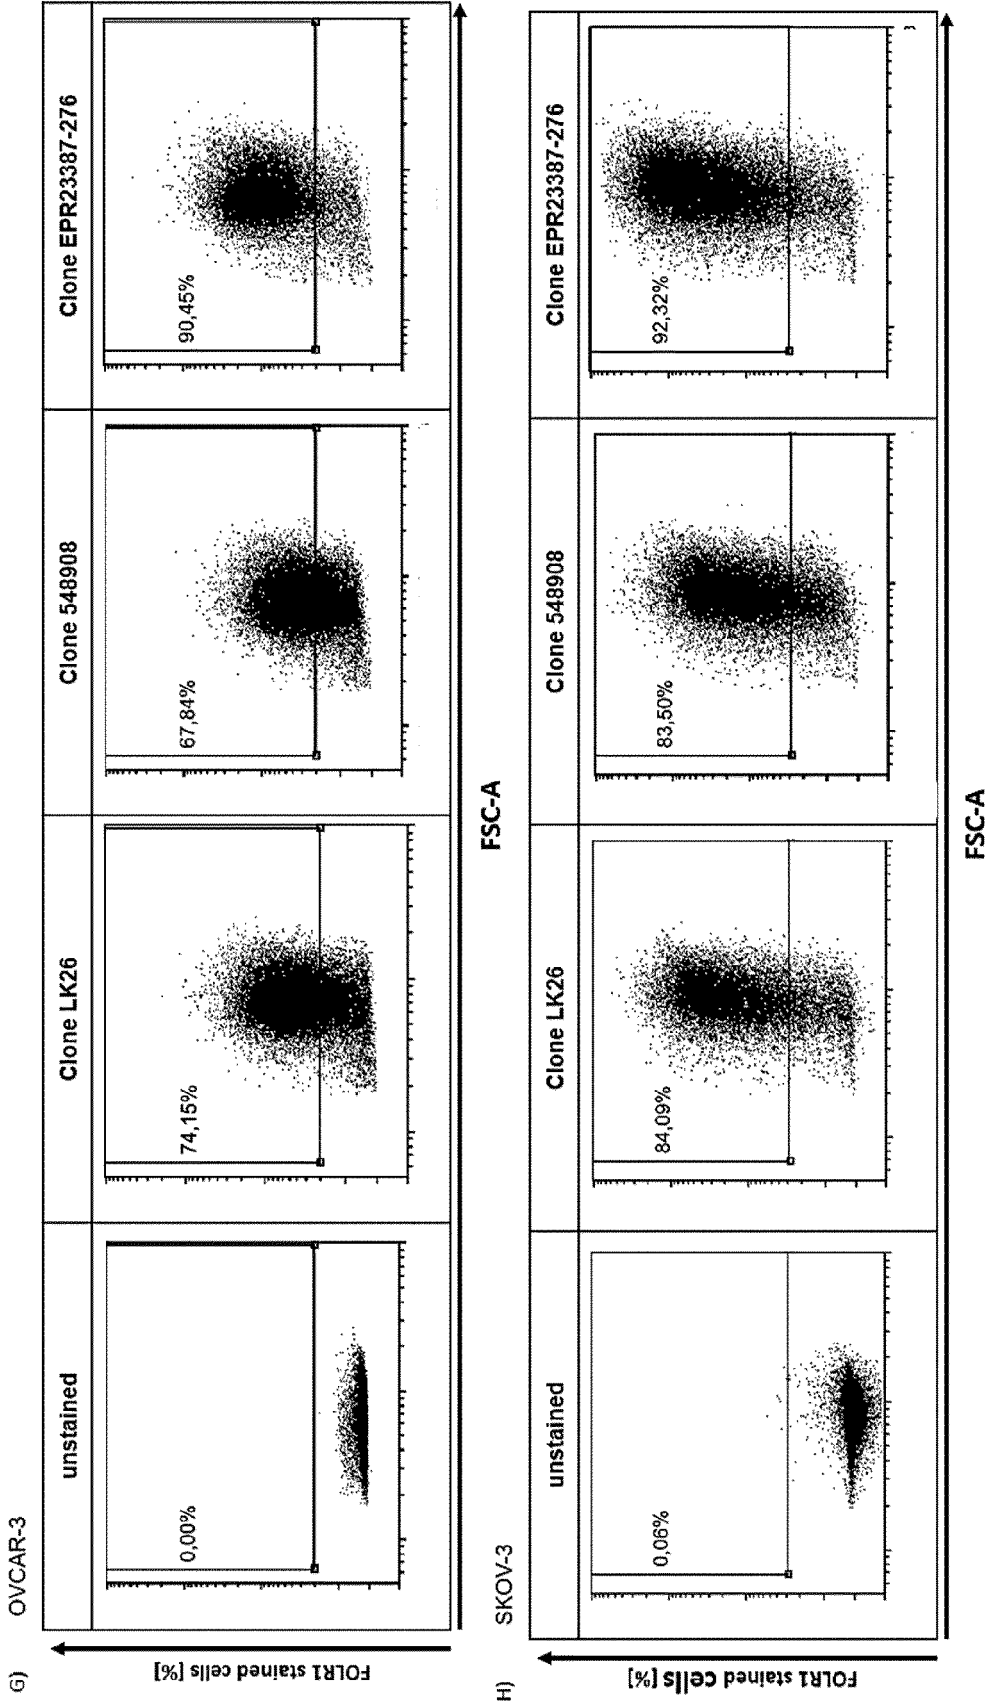 G)
OVCAR-3
unstained
Clone LK26
Clone 548908
Clone EPR23387-276
0,00%
74,15%
67,84%
90,45%
FOLR1 stained cells [%]
FSC-A
H)
SKOV-3
unstained
Clone LK26
Clone 548908
Clone EPR23387-276
0,06%
84,09%
83,50%
92,32%
FOLR1 stained cells [%]
FSC-A